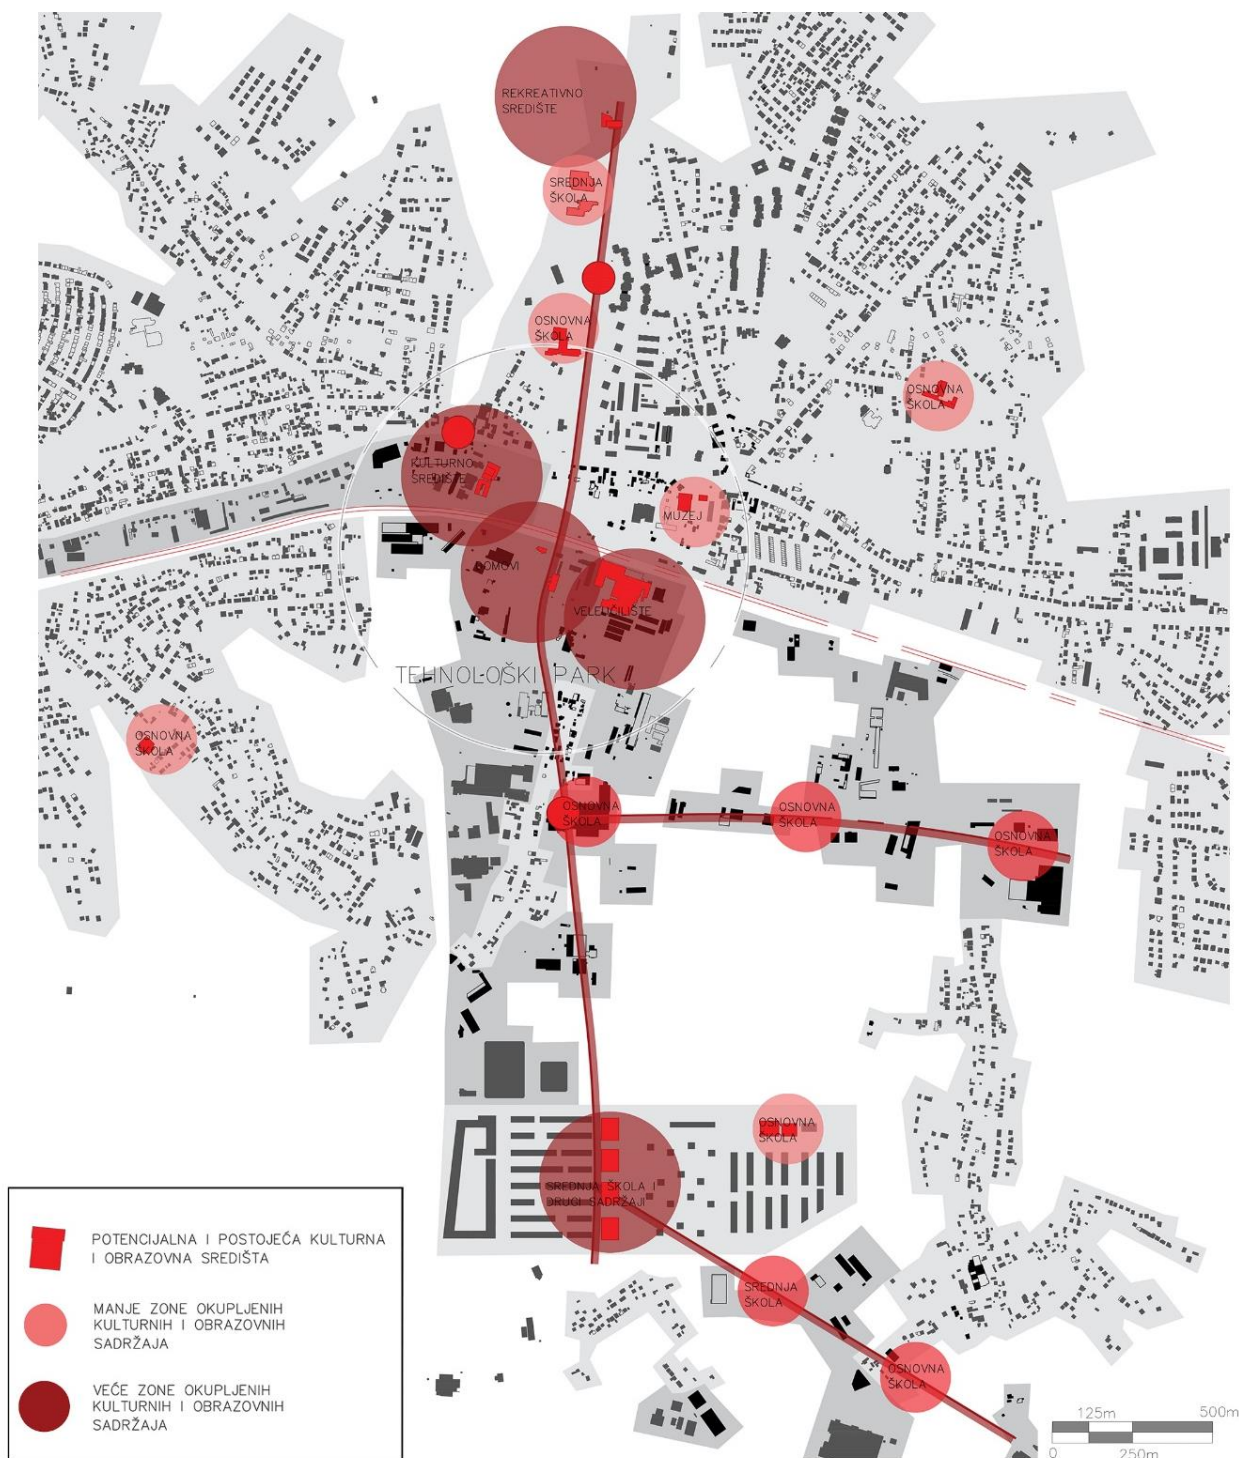 REKREATIVNO
SREDIŠTE
SREDNJA
ŠKOLA
OSNOVNA
ŠKOLA
OSNOVNA
ŠKOLA
KULTURNO
SREDIŠTE
MUZEJ
DOMOVI
VELEUČILIŠTE
TEHNOLOŠKI PARK
OSNOVNA
ŠKOLA
OSNOVNA
ŠKOLA
OSNOVNA
ŠKOLA
OSNOVNA
ŠKOLA
OSNOVNA
ŠKOLA
SREDNJA ŠKOLA I
DRUGI SADRŽAJI
SREDNJA
ŠKOLA
OSNOVNA
ŠKOLA
POTENCIJALNA I POSTOJEĆA KULTURNA
I OBRAZOVNA SREDIŠTA
MANJE ZONE OKUPLJENIH
KULTURNIH I OBRAZOVNIH
SADRŽAJA
VEĆE ZONE OKUPLJENIH
KULTURNIH I OBRAZOVNIH
SADRŽAJA
125m 500m
0 250m